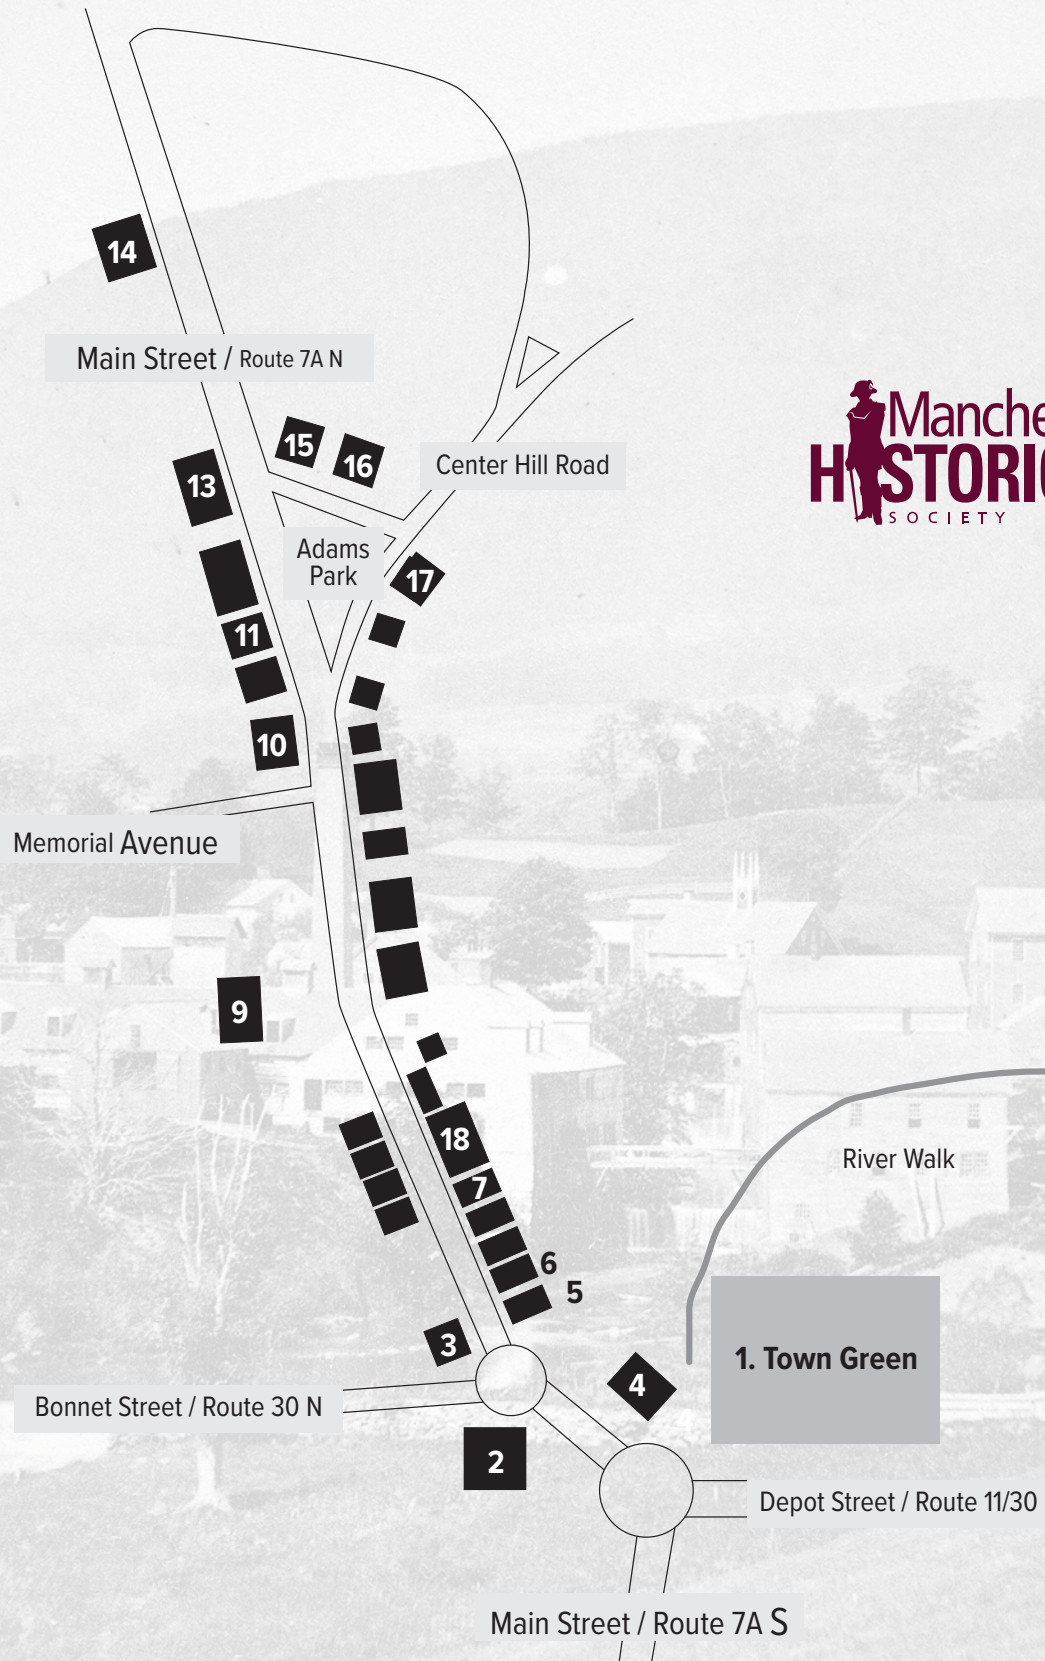 14
Main Street / Route 7A N
15
16
Center Hill Road
13
Manche
HISTORIC
SOCIETY
Adams
Park
17
11
10
Memorial Avenue
9
18
7
River Walk
6
5
3
4
1. Town Green
Bonnet Street / Route 30 N
2
Depot Street / Route 11/30
Main Street / Route 7A S